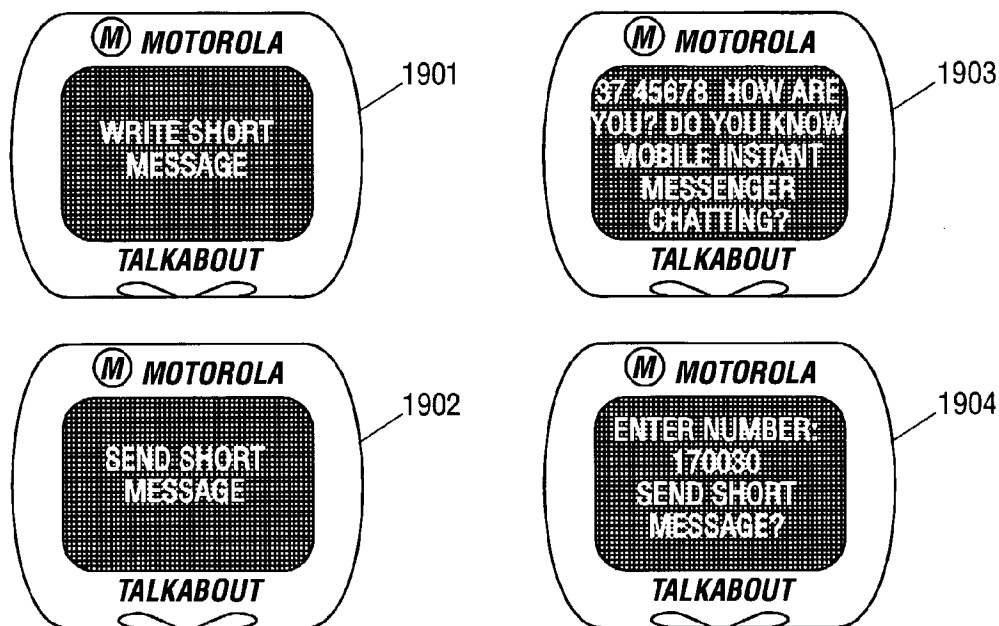 M MOTOROLA
WRITE SHORT
MESSAGE
TALKABOUT
1901
M MOTOROLA
37 45678 HOW ARE
YOU? DO YOU KNOW
MOBILE INSTANT
MESSENGER
CHATTING?
TALKABOUT
1903
M MOTOROLA
SEND SHORT
MESSAGE
TALKABOUT
1902
M MOTOROLA
ENTER NUMBER:
170030
SEND SHORT
MESSAGE?
TALKABOUT
1904